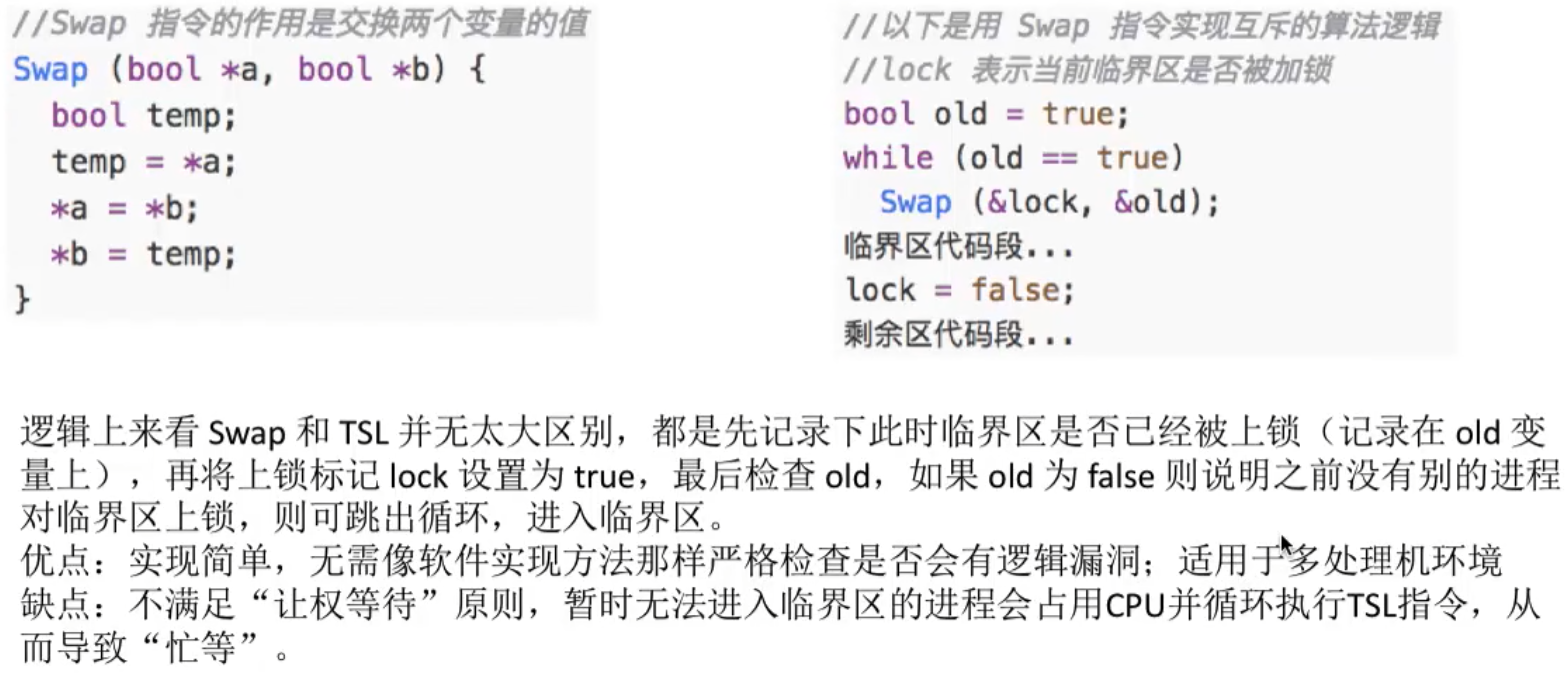 //Swap 指令的作用是交换两个变量的值
Swap (bool *a, bool *b) {
bool temp;
temp = *a;
*a = *b;
*b = temp;
}
//以下是用 Swap 指令实现互斥的算法逻辑
//lock 表示当前临界区是否被加锁
bool old = true;
while (old == true)
Swap (&lock, &old);
临界区代码段...
lock = false;
剩余区代码段...
逻辑上来看 Swap 和 TSL 并无太大区别，都是先记录下此时临界区是否已经被上锁（记录在 old 变
量上），再将上锁标记 lock 设置为 true，最后检查 old，如果 old 为 false 则说明之前没有别的进程
对临界区上锁，则可跳出循环，进入临界区。
优点：实现简单，无需像软件实现方法那样严格检查是否会有逻辑漏洞；适用于多处理机环境
缺点：不满足“让权等待”原则，暂时无法进入临界区的进程会占用CPU并循环执行TSL指令，从
而导致“忙等”。